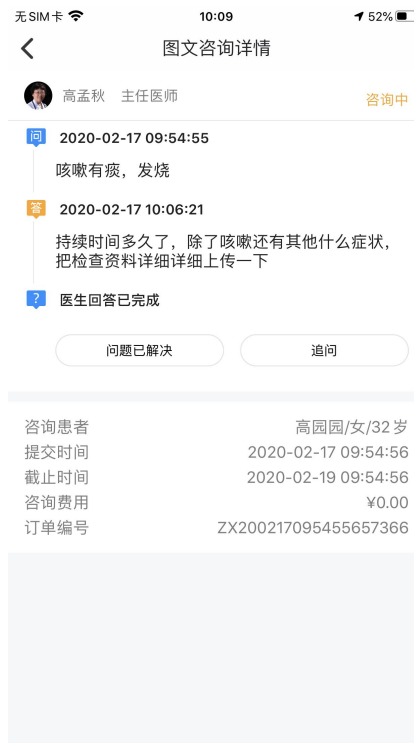 无SIM卡 10:09 52%
图文咨询详情
高孟秋 主任医师 咨询中
问 2020-02-17 09:54:55
咳嗽有痰，发烧
答 2020-02-17 10:06:21
持续时间多久了，除了咳嗽还有其他什么症状，
把检查资料详细详细上传一下
? 医生回答已完成
问题已解决 追问
咨询患者 高园园/女/32岁
提交时间 2020-02-17 09:54:56
截止时间 2020-02-19 09:54:56
咨询费用 ¥0.00
订单编号 ZX200217095455657366